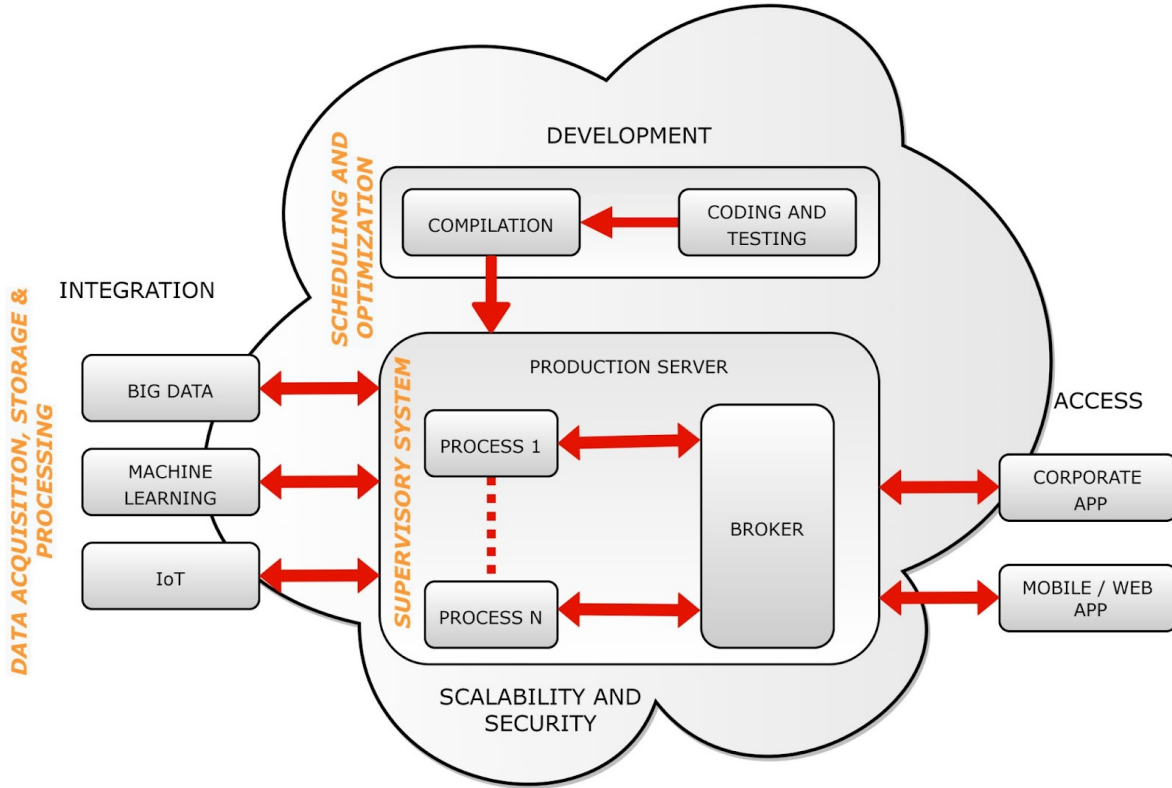 DEVELOPMENT
SCHEDULING AND
OPTIMIZATION
COMPILATION
CODING AND
TESTING
INTEGRATION
DATA ACQUISITION, STORAGE &
PROCESSING
BIG DATA
MACHINE
LEARNING
IoT
SUPERVISORY SYSTEM
PRODUCTION SERVER
PROCESS 1
PROCESS N
BROKER
ACCESS
CORPORATE
APP
MOBILE / WEB
APP
SCALABILITY AND
SECURITY